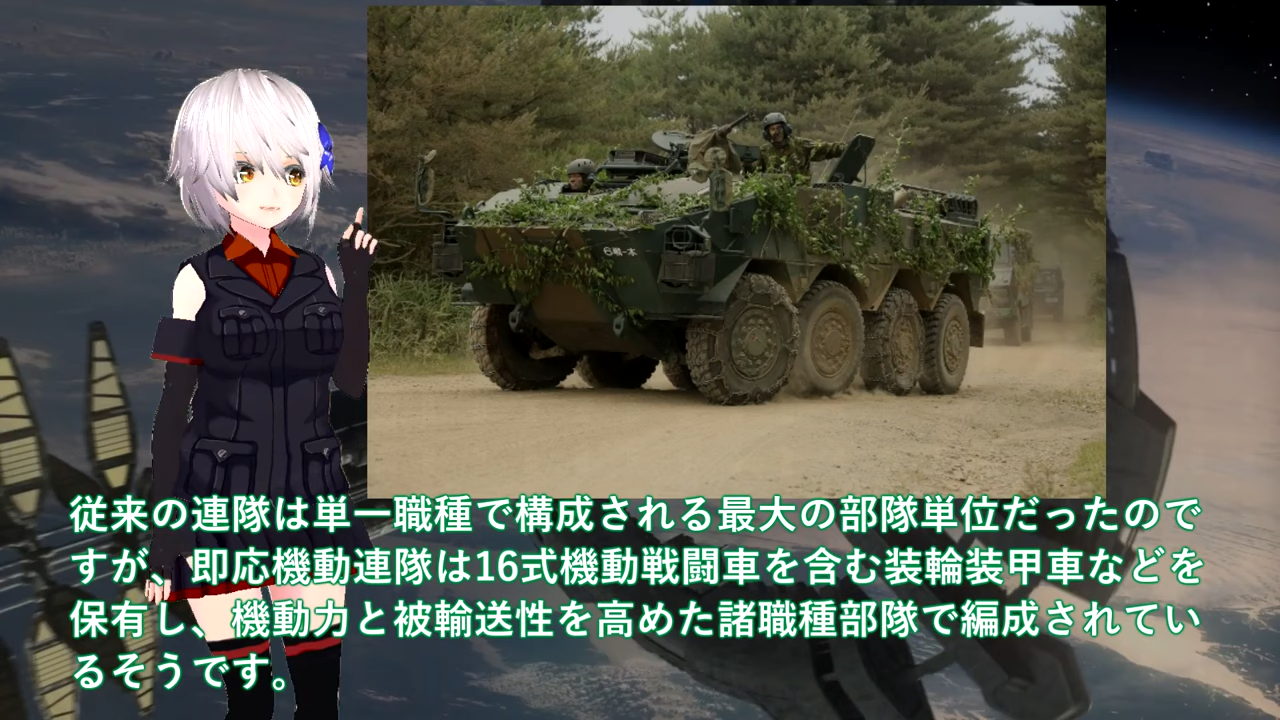 6戦-本
従来の連隊は単一職種で構成される最大の部隊単位だったので
すが、即応機動連隊は16式機動戦闘車を含む装輪装甲車などを
保有し、機動力と被輸送性を高めた諸職種部隊で編成されてい
るそうです。